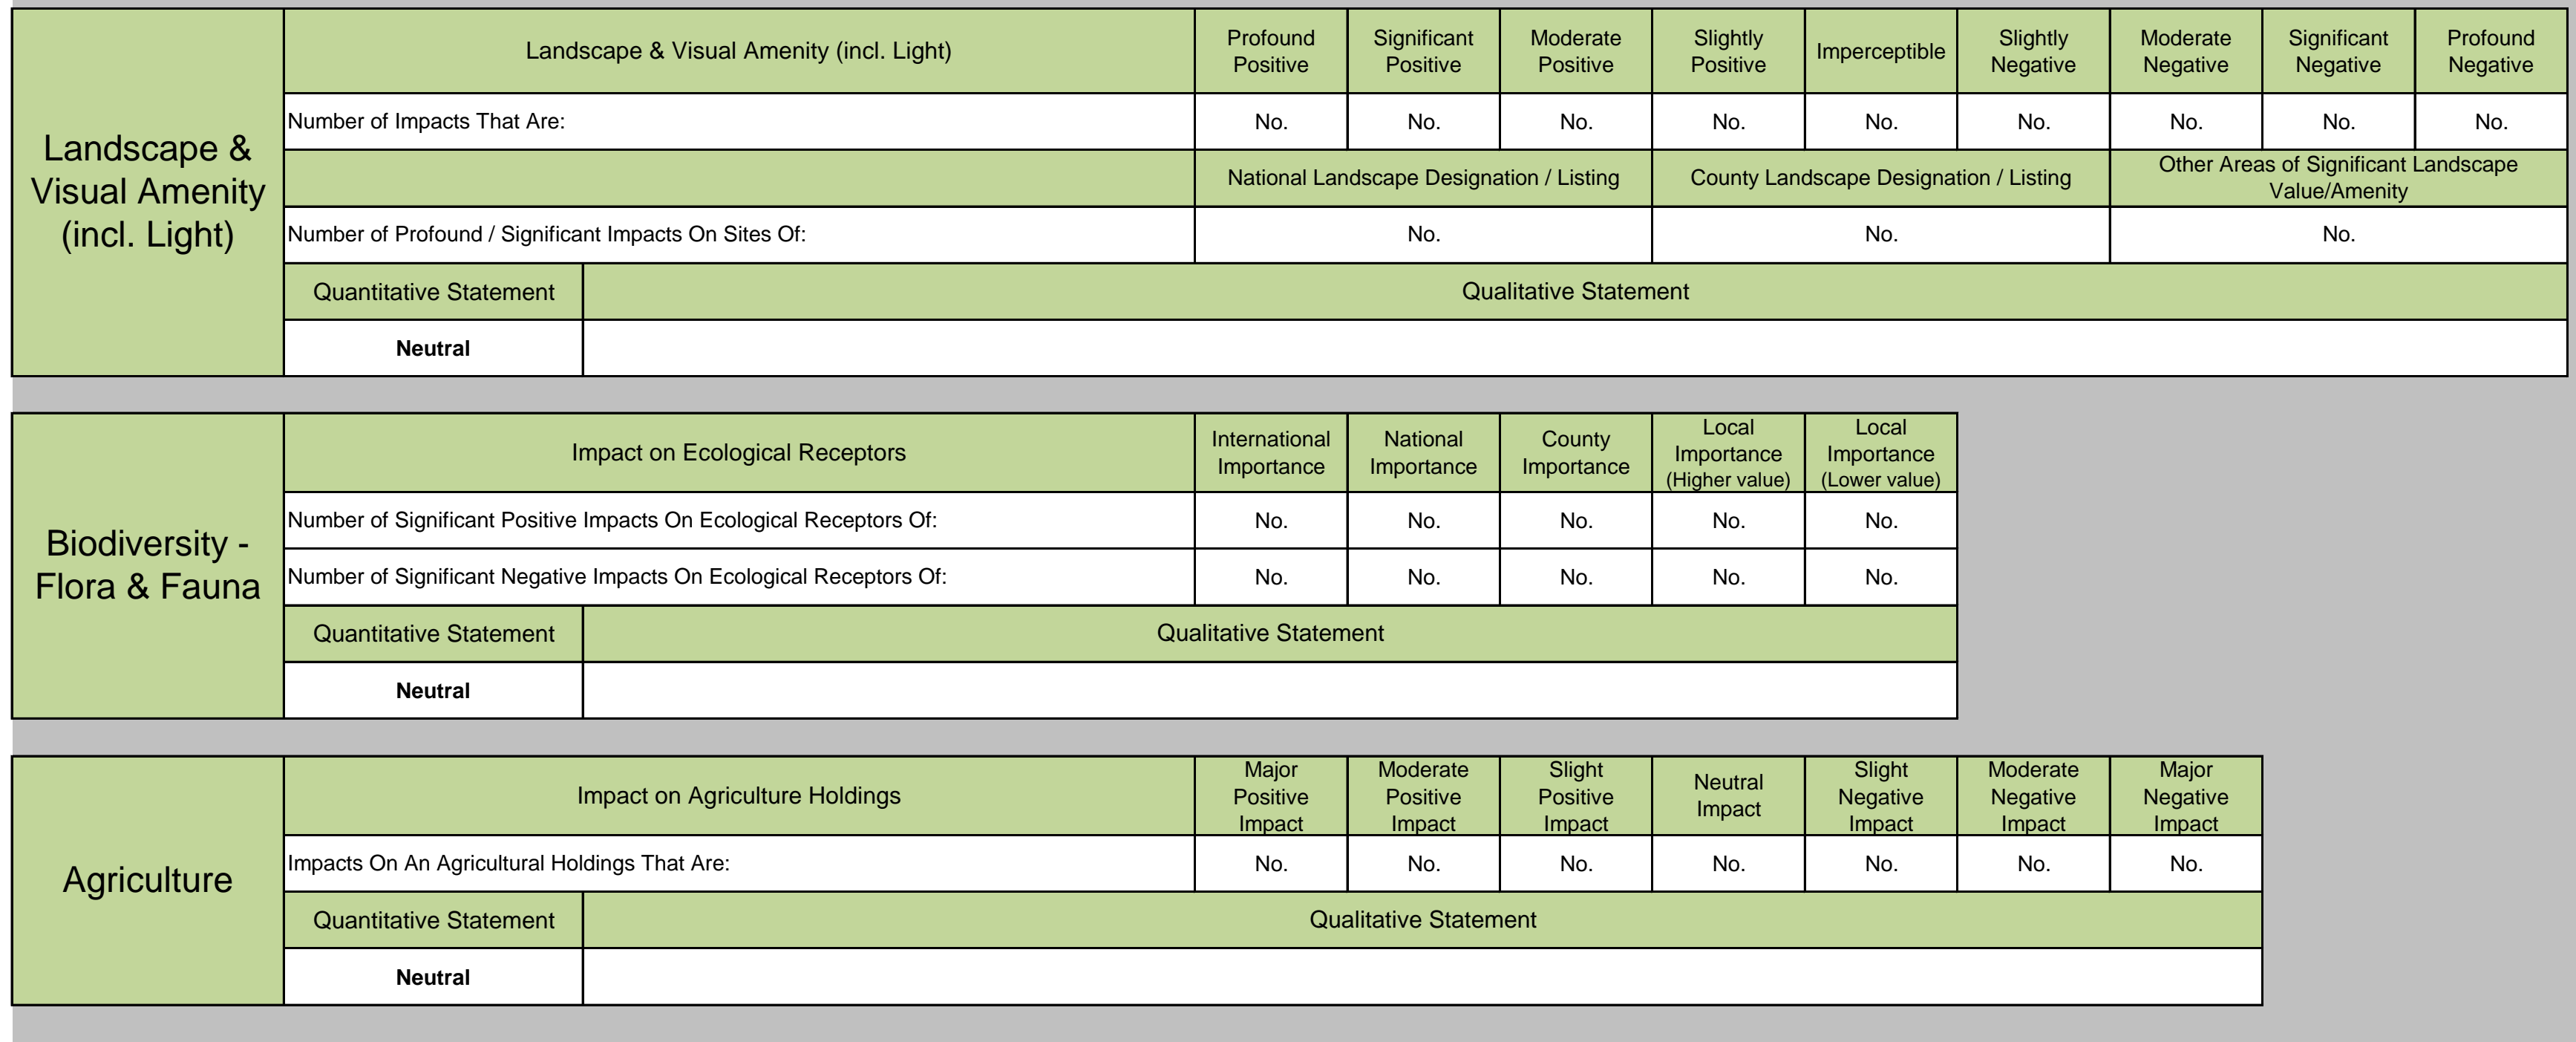 Landscape &
Visual Amenity
(incl. Light)
Landscape & Visual Amenity (incl. Light)
Profound
Positive
Significant
Positive
Moderate
Positive
Slightly
Positive
Imperceptible
Slightly
Negative
Moderate
Negative
Significant
Negative
Profound
Negative
Number of Impacts That Are:
No. No. No. No. No. No. No. No. No.
National Landscape Designation / Listing
County Landscape Designation / Listing
Other Areas of Significant Landscape
Value/Amenity
Number of Profound / Significant Impacts On Sites Of:
No. No. No.
Quantitative Statement
Qualitative Statement
Neutral
Biodiversity -
Flora & Fauna
Impact on Ecological Receptors
International
Importance
National
Importance
County
Importance
Local
Importance
(Higher value)
Local
Importance
(Lower value)
Number of Significant Positive Impacts On Ecological Receptors Of:
No. No. No. No. No.
Number of Significant Negative Impacts On Ecological Receptors Of:
No. No. No. No. No.
Quantitative Statement
Qualitative Statement
Neutral
Agriculture
Impact on Agriculture Holdings
Major
Positive
Impact
Moderate
Positive
Impact
Slight
Positive
Impact
Neutral
Impact
Slight
Negative
Impact
Moderate
Negative
Impact
Major
Negative
Impact
Impacts On An Agricultural Holdings That Are:
No. No. No. No. No. No. No.
Quantitative Statement
Qualitative Statement
Neutral